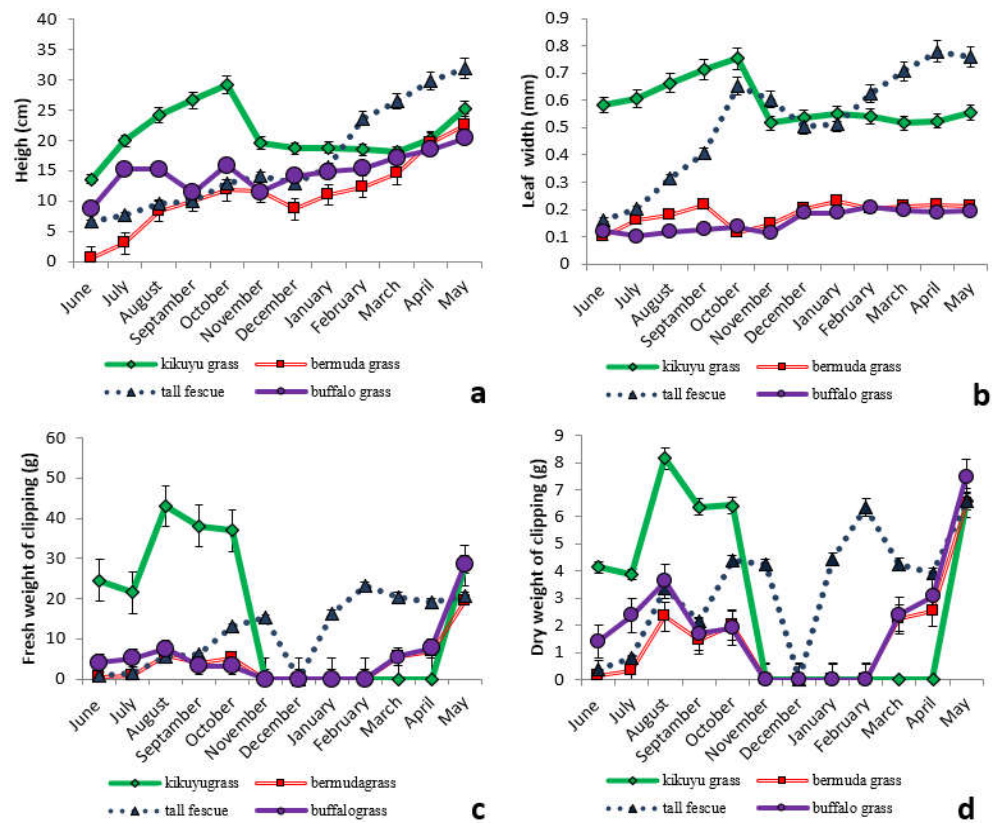 Heigh (cm)
40
35
30
25
20
15
10
5
0
June
July
August
September
October
November
December
January
February
March
April
May
kikuyu grass
bermuda grass
tall fescue
buffalo grass
a
Leaf width (mm)
0.9
0.8
0.7
0.6
0.5
0.4
0.3
0.2
0.1
0
June
July
August
September
October
November
December
January
February
March
April
May
kikuyu grass
bermuda grass
tall fescue
buffalo grass
b
Fresh weight of clipping (g)
60
50
40
30
20
10
0
June
July
August
September
October
November
December
January
February
March
April
May
kikuyugrass
bermudagrass
tall fescue
buffalograss
c
Dry weight of clipping (g)
9
8
7
6
5
4
3
2
1
0
June
July
August
September
October
November
December
January
February
March
April
May
kikuyu grass
bermuda grass
tall fescue
buffalo grass
d